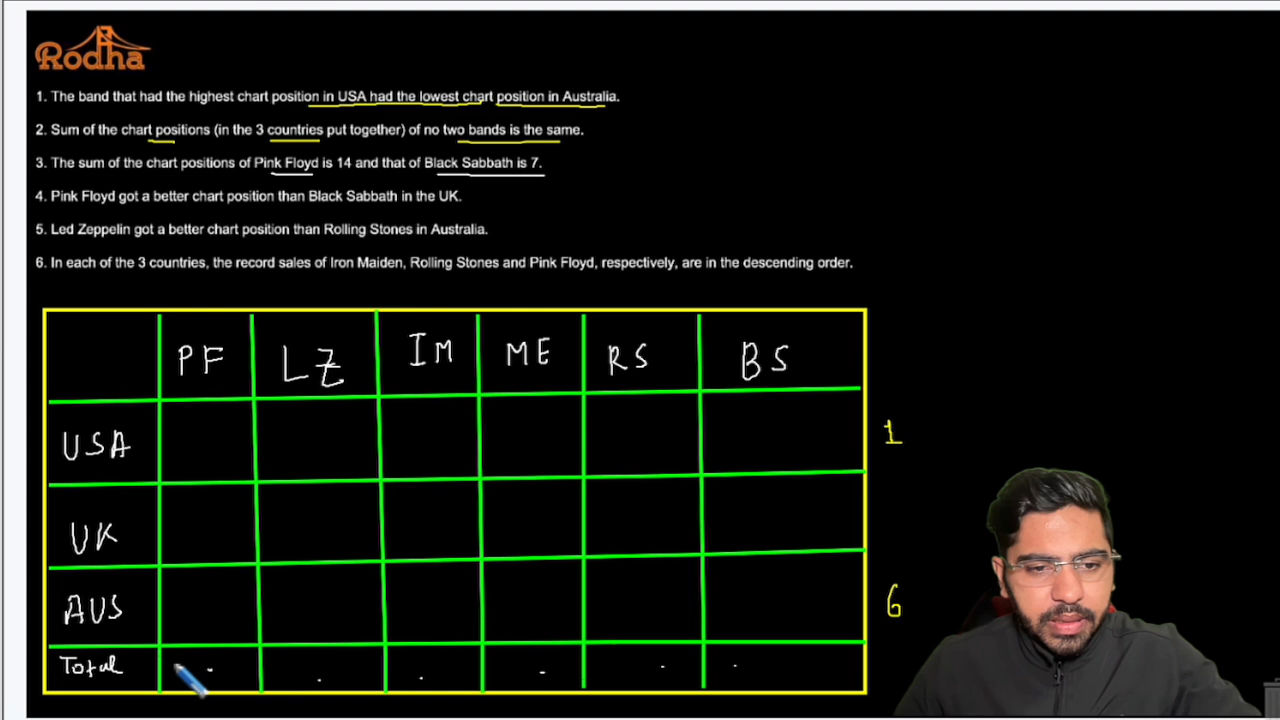 Rodha
1. The band that had the highest chart position in USA had the lowest chart position in Australia.
2. Sum of the chart positions (in the 3 countries put together) of no two bands is the same.
3. The sum of the chart positions of Pink Floyd is 14 and that of Black Sabbath is 7.
4. Pink Floyd got a better chart position than Black Sabbath in the UK.
5. Led Zeppelin got a better chart position than Rolling Stones in Australia.
6. In each of the 3 countries, the record sales of Iron Maiden, Rolling Stones and Pink Floyd, respectively, are in the descending order.
PF LZ IM ME RS BS
USA 1
UK
AUS 6
Total